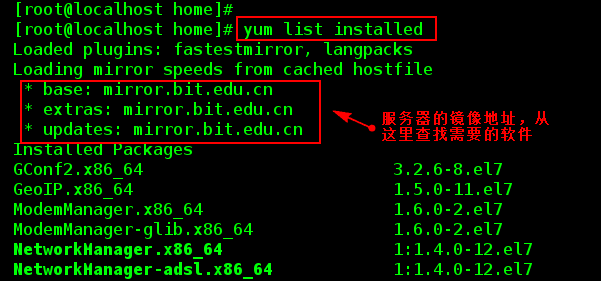 [root@localhost home]#
[root@localhost home]# yum list installed
Loaded plugins: fastestmirror, langpacks
Loading mirror speeds from cached hostfile
* base: mirror.bit.edu.cn
* extras: mirror.bit.edu.cn
* updates: mirror.bit.edu.cn
服务器的镜像地址，从
这里查找需要的软件
Installed Packages
GConf2.x86_64 3.2.6-8.el7
GeoIP.x86_64 1.5.0-11.el7
ModemManager.x86_64 1.6.0-2.el7
ModemManager-glib.x86_64 1.6.0-2.el7
NetworkManager.x86_64 1:1.4.0-12.el7
NetworkManager-adsl.x86_64 1:1.4.0-12.el7